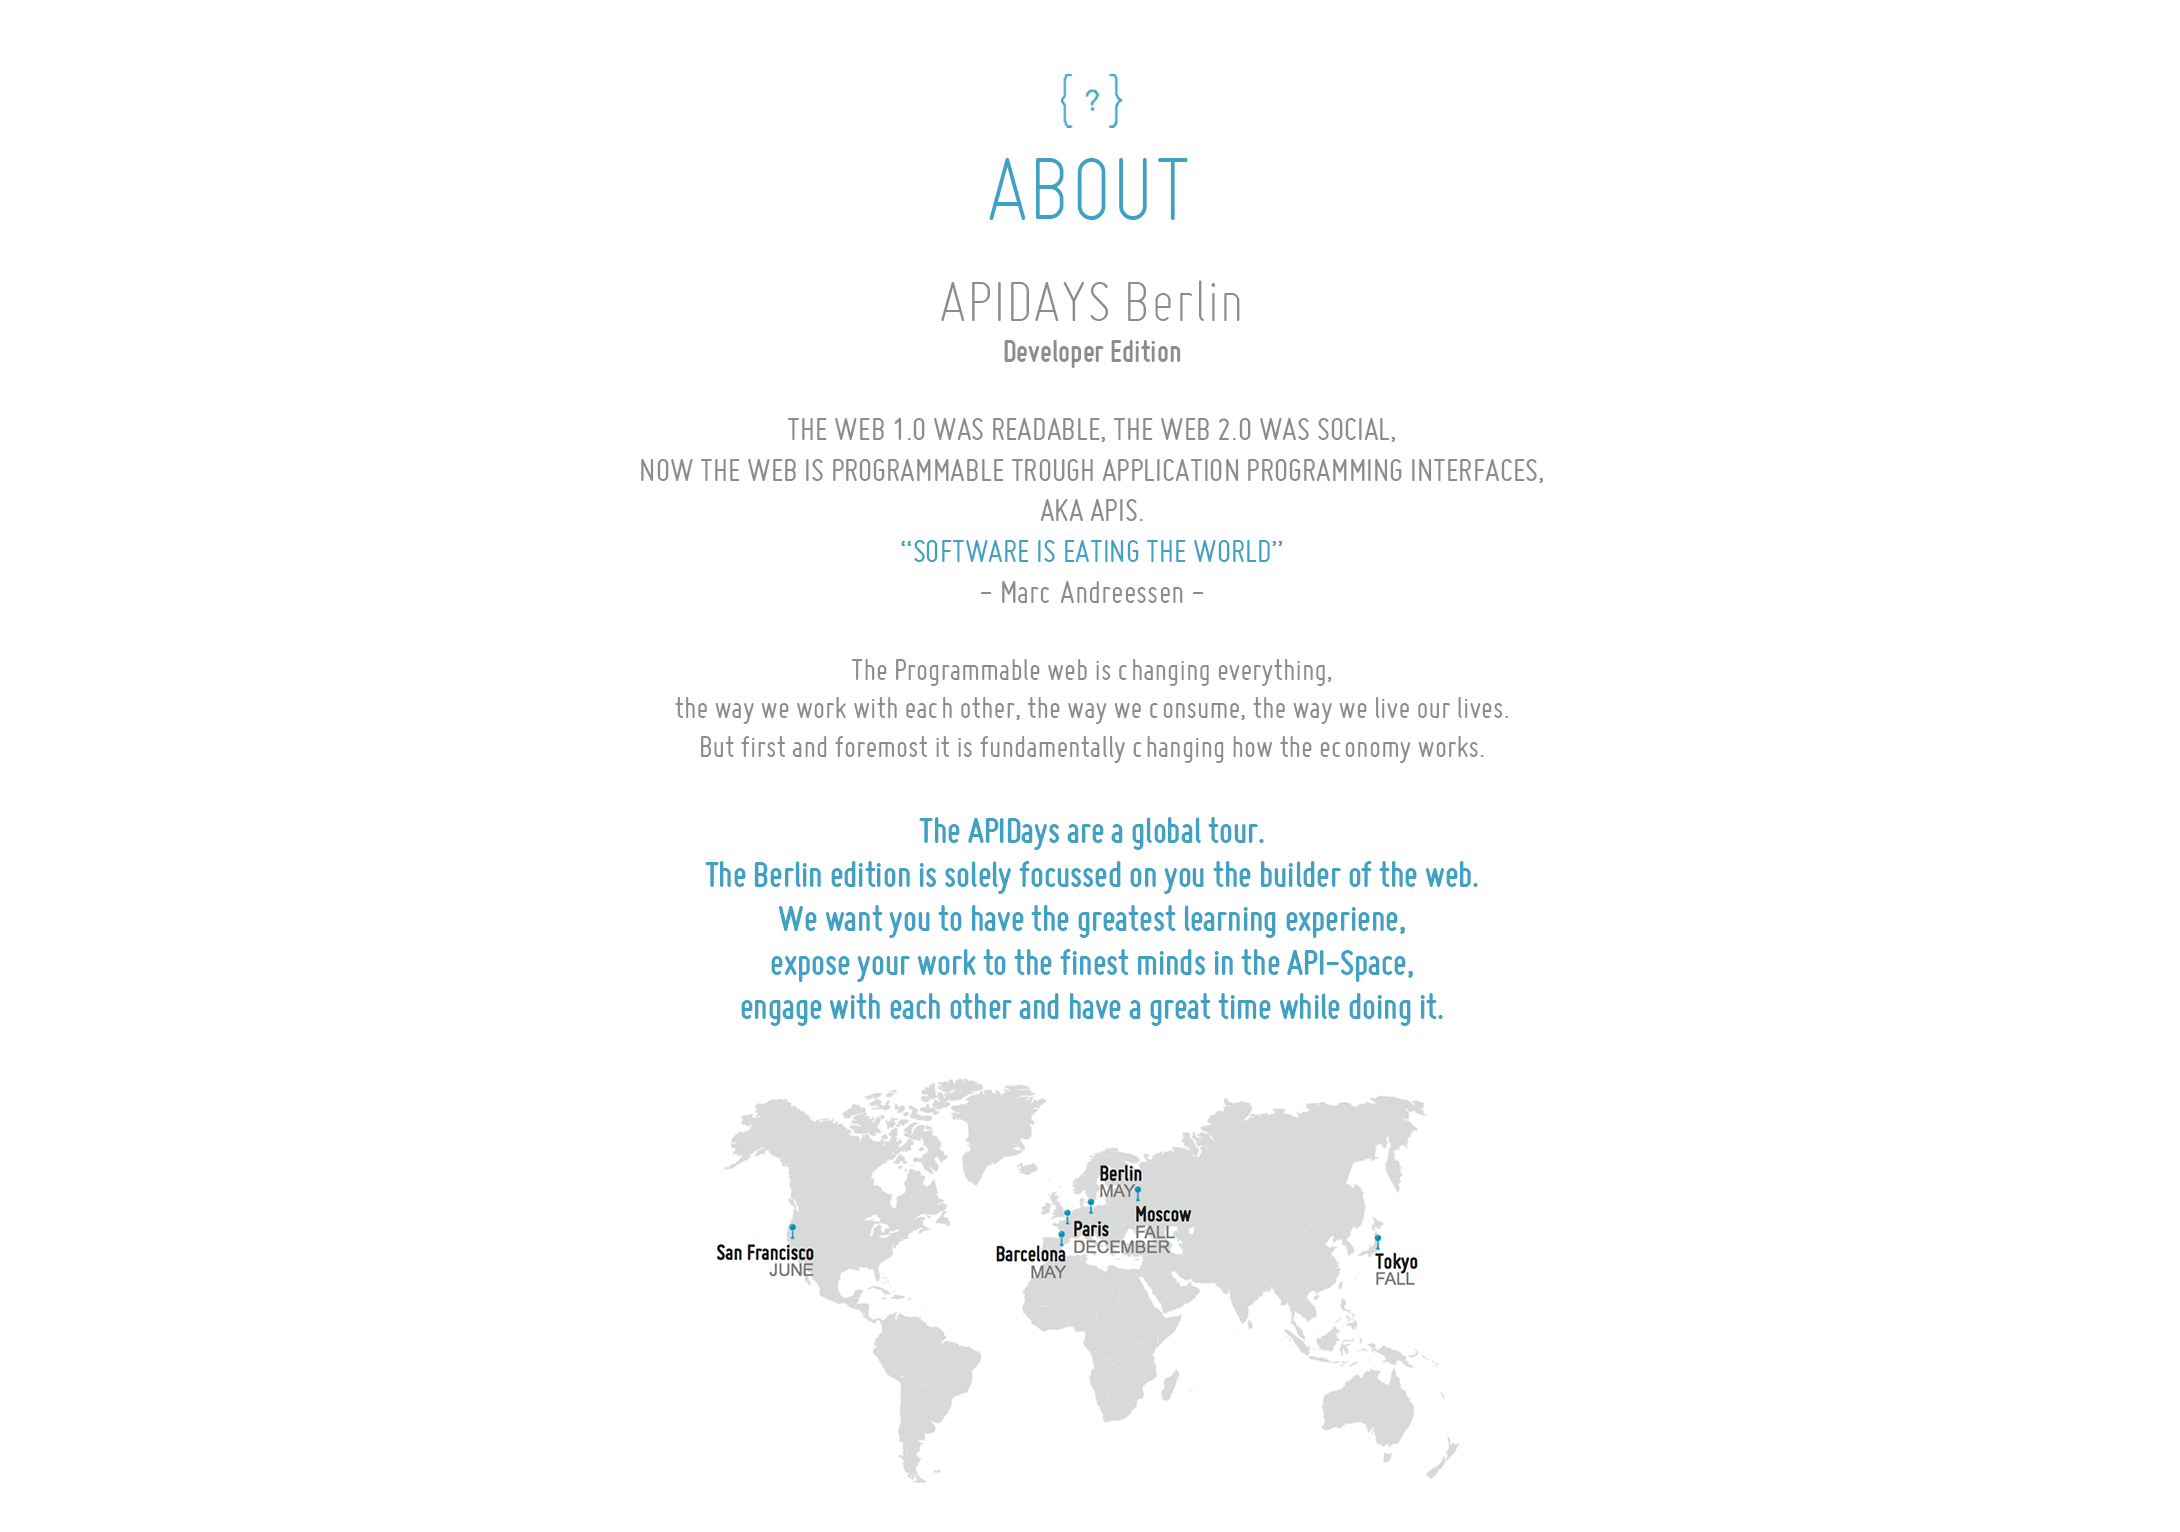 { ? }
ABOUT
APIDAYS Berlin
Developer Edition
THE WEB 1.0 WAS READABLE, THE WEB 2.0 WAS SOCIAL,
NOW THE WEB IS PROGRAMMABLE TROUGH APPLICATION PROGRAMMING INTERFACES,
AKA APIS.
“SOFTWARE IS EATING THE WORLD”
- Marc Andreessen -
The Programmable web is changing everything,
the way we work with each other, the way we consume, the way we live our lives.
But first and foremost it is fundamentally changing how the economy works.
The APIDays are a global tour.
The Berlin edition is solely focussed on you the builder of the web.
We want you to have the greatest learning experiene,
expose your work to the finest minds in the API-Space,
engage with each other and have a great time while doing it.
Berlin
MAY
Moscow
FALL
Paris
DECEMBER
San Francisco
JUNE
Barcelona
MAY
Tokyo
FALL